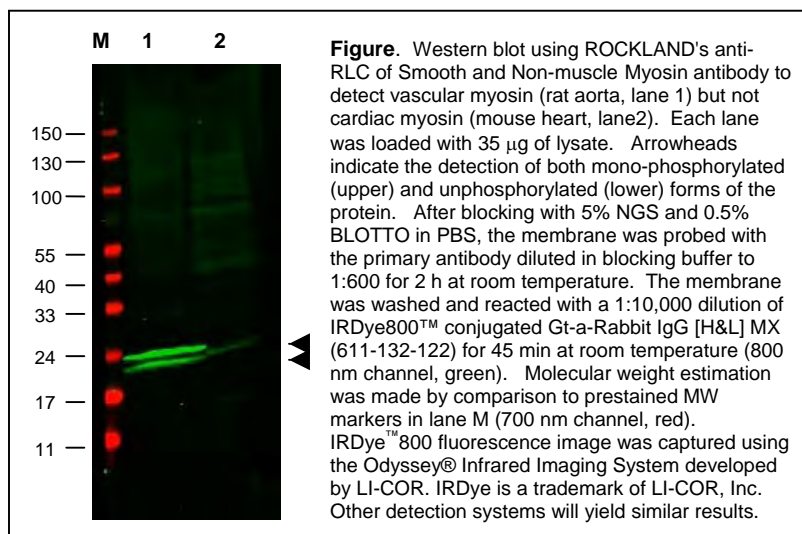 M 1 2
150
130
100
55
40
33
24
17
11
Figure. Western blot using ROCKLAND's anti-
RLC of Smooth and Non-muscle Myosin antibody to
detect vascular myosin (rat aorta, lane 1) but not
cardiac myosin (mouse heart, lane2). Each lane
was loaded with 35 μg of lysate. Arrowheads
indicate the detection of both mono-phosphorylated
(upper) and unphosphorylated (lower) forms of the
protein. After blocking with 5% NGS and 0.5%
BLOTTO in PBS, the membrane was probed with
the primary antibody diluted in blocking buffer to
1:600 for 2 h at room temperature. The membrane
was washed and reacted with a 1:10,000 dilution of
IRDye800™ conjugated Gt-a-Rabbit IgG [H&L] MX
(611-132-122) for 45 min at room temperature (800
nm channel, green). Molecular weight estimation
was made by comparison to prestained MW
markers in lane M (700 nm channel, red).
IRDye™800 fluorescence image was captured using
the Odyssey® Infrared Imaging System developed
by LI-COR. IRDye is a trademark of LI-COR, Inc.
Other detection systems will yield similar results.